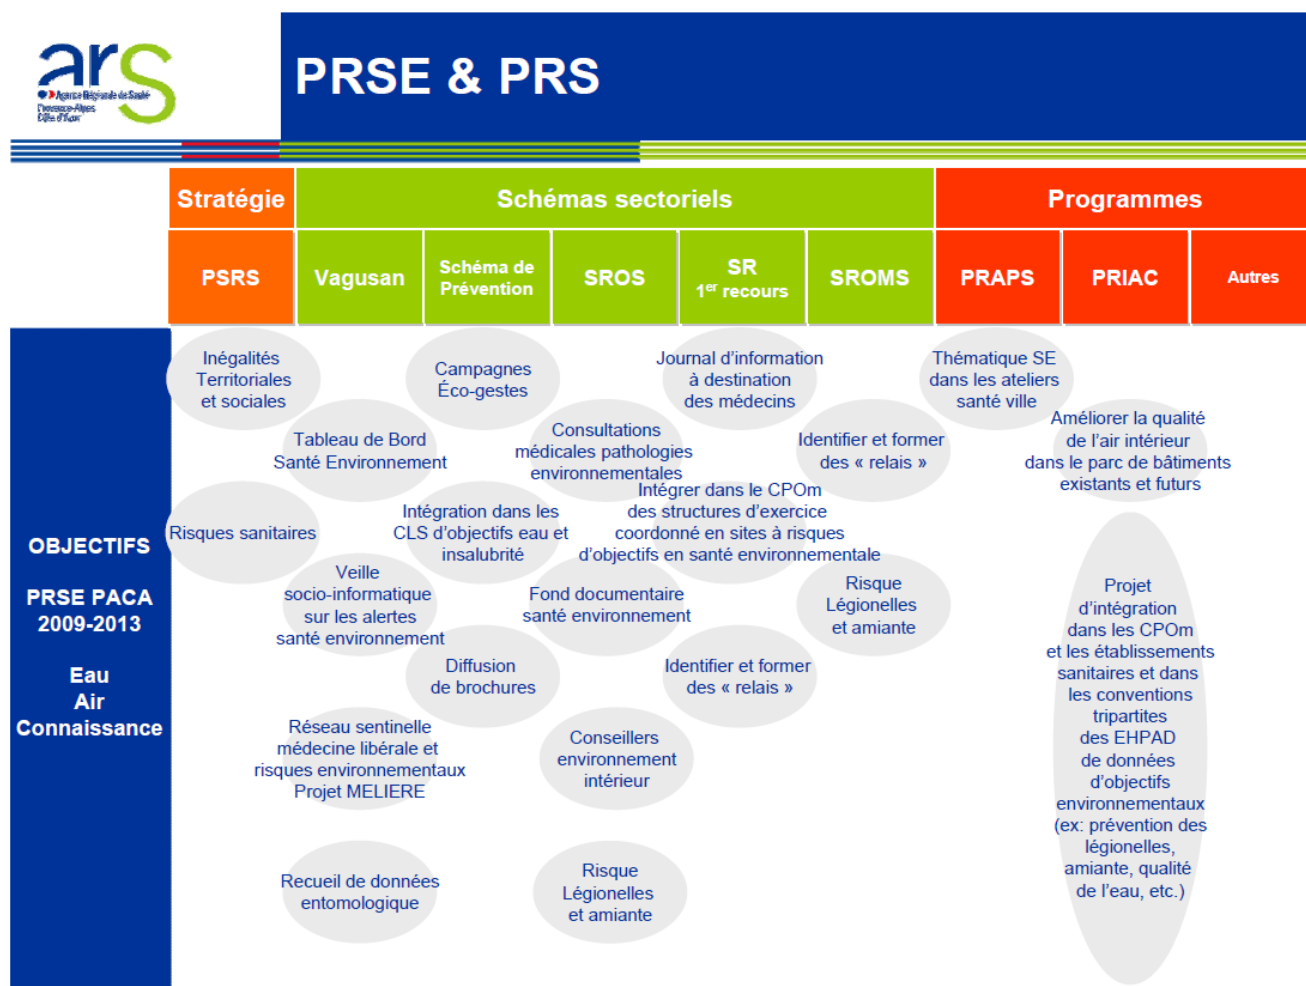 ars
Agence Régionale de Santé
Provence-Alpes
Côte d'Azur
PRSE & PRS
Stratégie
Schémas sectoriels
Programmes
PSRS
Vagusan
Schéma de
Prévention
SROS
SR
1er recours
SROMS
PRAPS
PRIAC
Autres
OBJECTIFS
PRSE PACA
2009-2013
Eau
Air
Connaissance
Inégalités
Territoriales
et sociales
Risques sanitaires
Tableau de Bord
Santé Environnement
Veille
socio-informatique
sur les alertes
santé environnement
Réseau sentinelle
médecine libérale et
risques environnementaux
Projet MELIERE
Recueil de données
entomologique
Campagnes
Éco-gestes
Intégration dans les
CLS d'objectifs eau et
insalubrité
Diffusion
de brochures
Consultations
médicales pathologies
environnementales
Fond documentaire
santé environnement
Conseillers
environnement
intérieur
Risque
Légionelles
et amiante
Journal d'information
à destination
des médecins
Intégrer dans le CPOm
des structures d'exercice
coordonné en sites à risques
d'objectifs en santé environnementale
Identifier et former
des « relais »
Identifier et former
des « relais »
Risque
Légionelles
et amiante
Thématique SE
dans les ateliers
santé ville
Améliorer la qualité
de l'air intérieur
dans le parc de bâtiments
existants et futurs
Projet
d'intégration
dans les CPOm
et les établissements
sanitaires et dans
les conventions
tripartites
des EHPAD
de données
d'objectifs
environnementaux
(ex: prévention des
légionelles,
amiante, qualité
de l'eau, etc.)